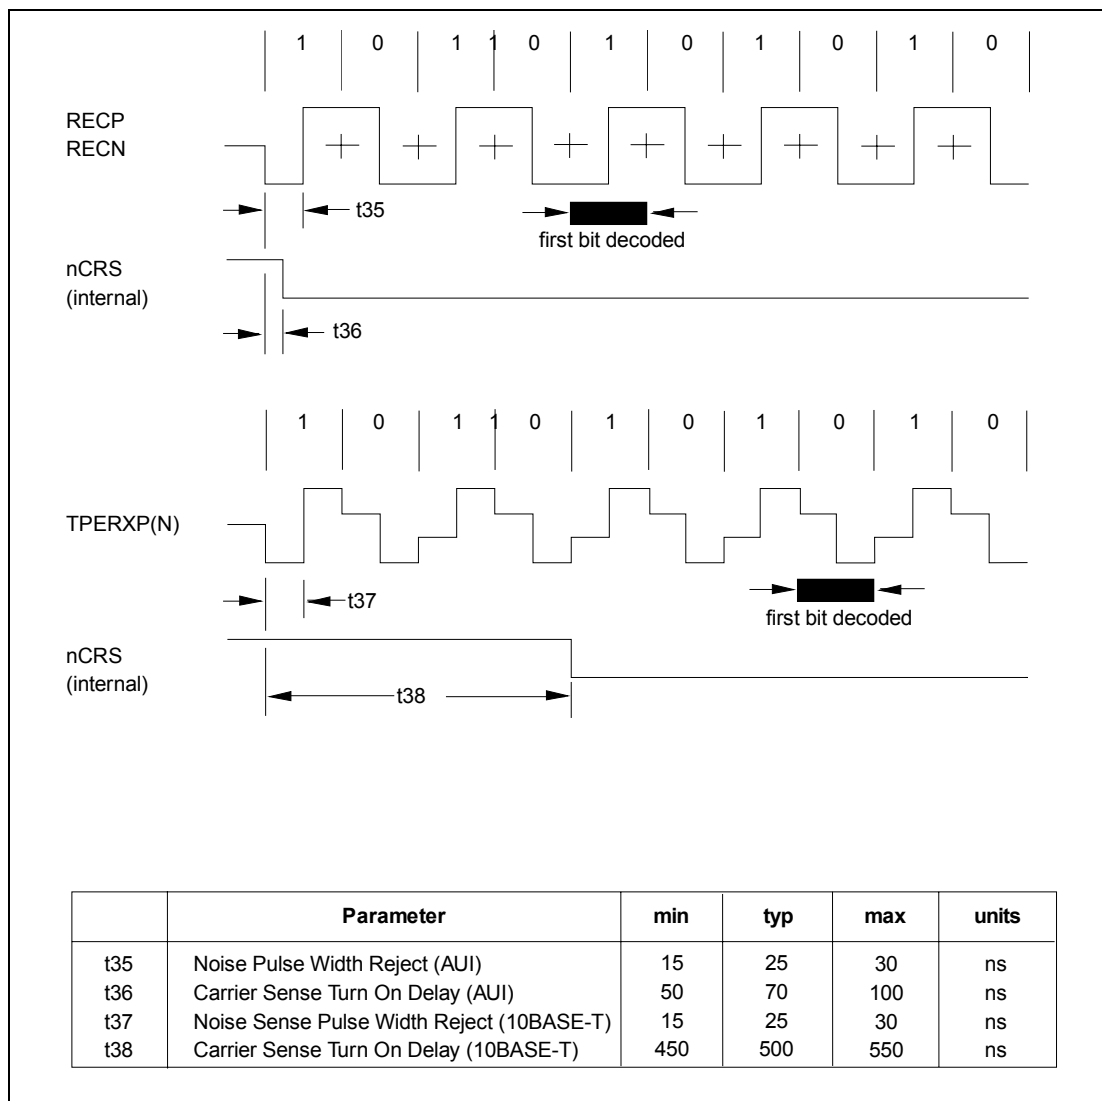 1 0 1 1 0 1 0 1 0 1 0
RECP
RECN
t35
first bit decoded
nCRS
(internal)
t36
1 0 1 1 0 1 0 1 0 1 0
TPERXP(N)
t37
first bit decoded
nCRS
(internal)
t38
Parameter min typ max units
t35 Noise Pulse Width Reject (AUI) 15 25 30 ns
t36 Carrier Sense Turn On Delay (AUI) 50 70 100 ns
t37 Noise Sense Pulse Width Reject (10BASE-T) 15 25 30 ns
t38 Carrier Sense Turn On Delay (10BASE-T) 450 500 550 ns